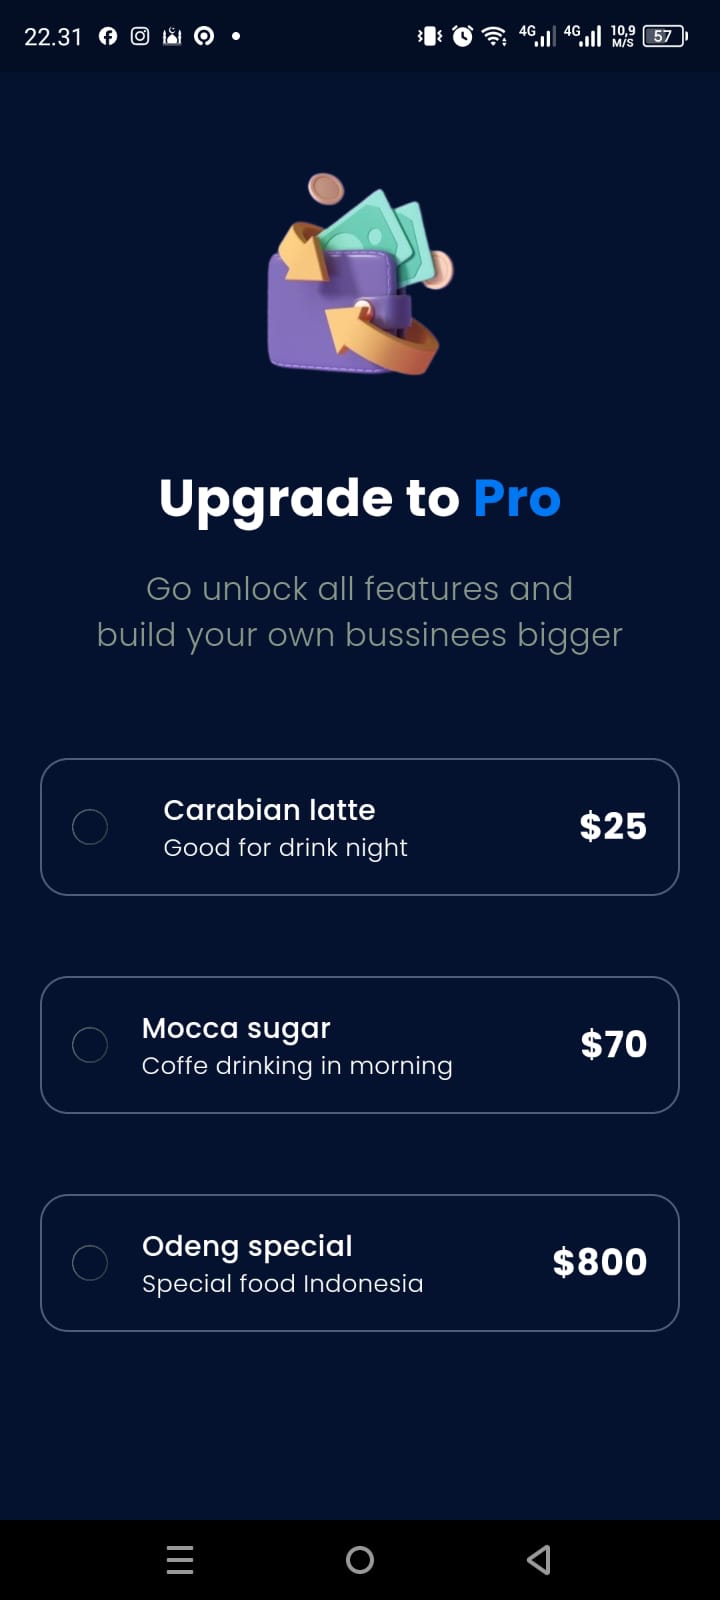 22.31 4G 4G 10,9 M/S 57
Upgrade to Pro
Go unlock all features and
build your own bussinees bigger
Carabian latte
Good for drink night
$25
Mocca sugar
Coffe drinking in morning
$70
Odeng special
Special food Indonesia
$800